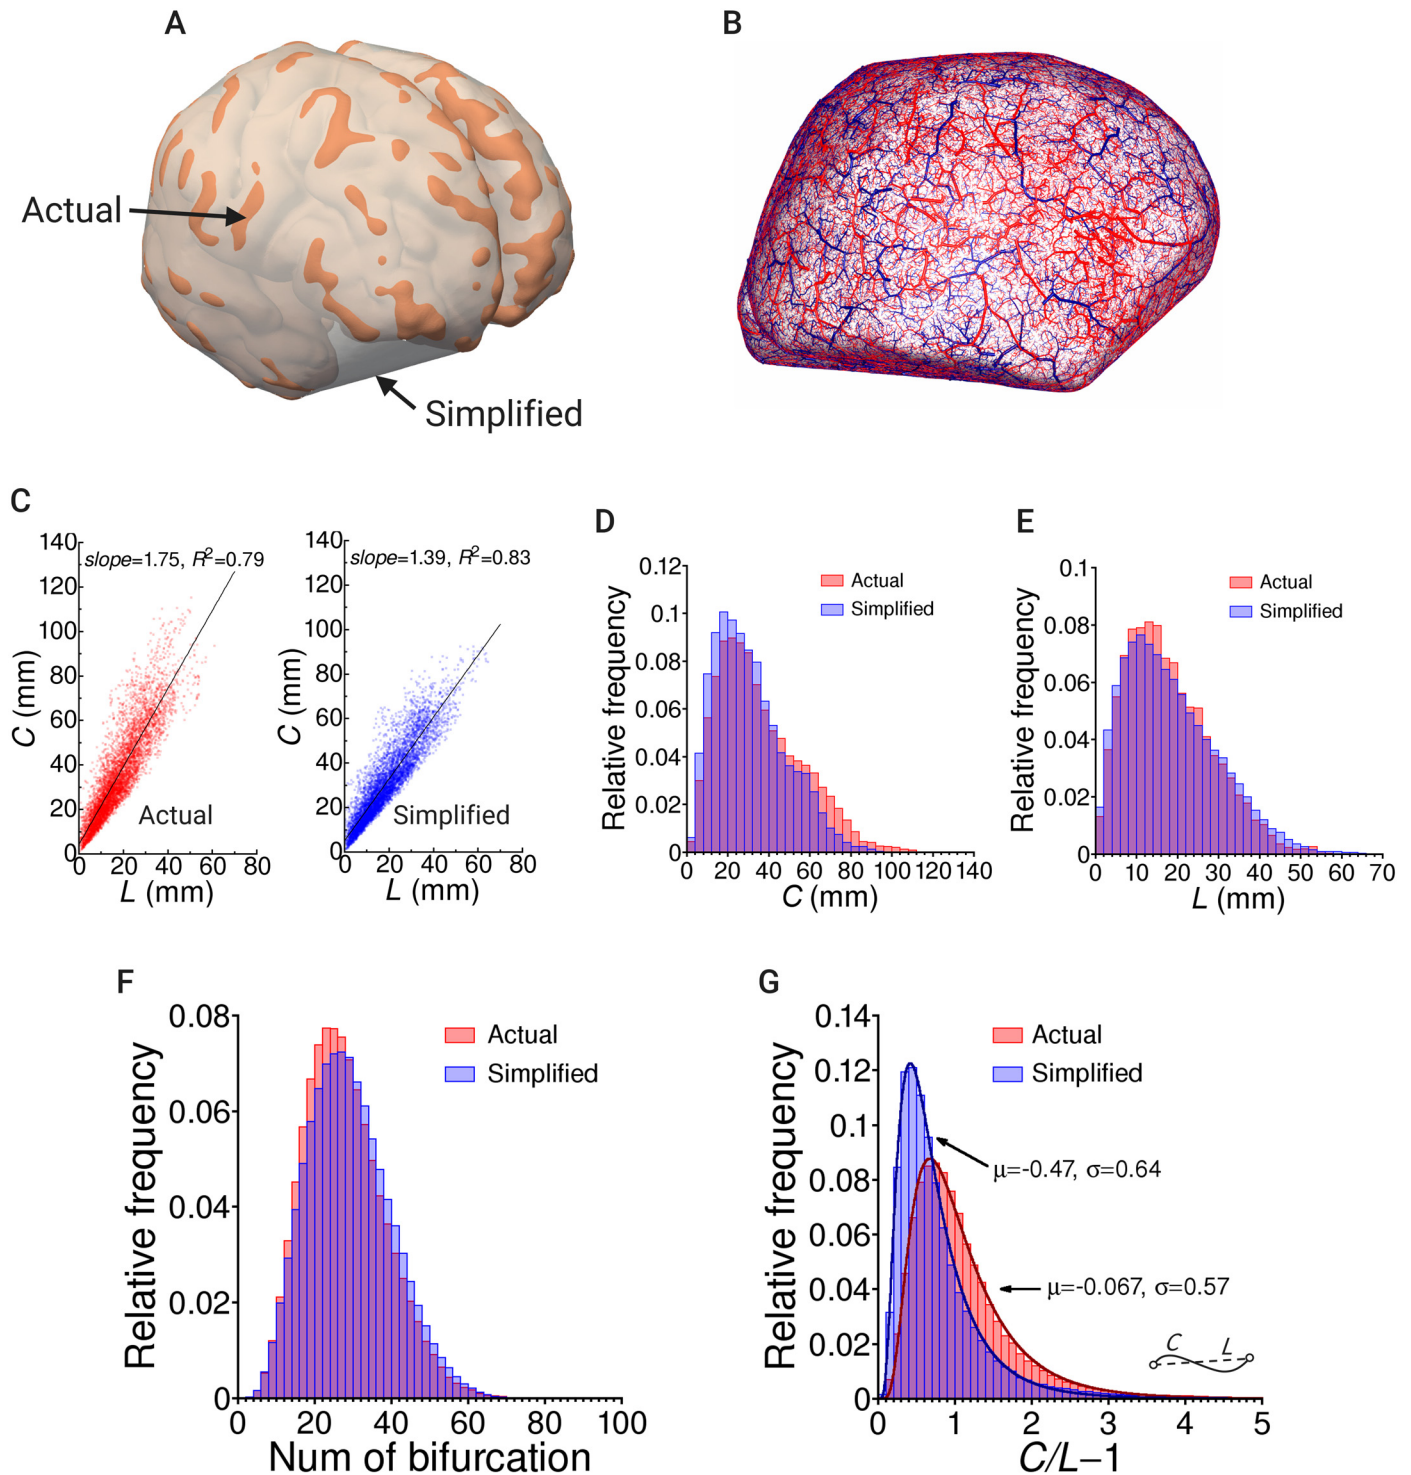 A
B
Actual
Simplified
C
140
120
100
80
60
40
20
0
C (mm)
slope=1.75, R²=0.79
Actual
0 20 40 60 80
L (mm)
140
120
100
80
60
40
20
0
C (mm)
slope=1.39, R²=0.83
Simplified
0 20 40 60 80
L (mm)
D
0.12
0.1
0.08
0.06
0.04
0.02
0
Relative frequency
Actual
Simplified
0 20 40 60 80 100 120 140
C (mm)
E
0.1
0.08
0.06
0.04
0.02
0
Relative frequency
Actual
Simplified
0 10 20 30 40 50 60 70
L (mm)
F
0.08
0.06
0.04
0.02
0
Relative frequency
Actual
Simplified
0 20 40 60 80 100
Num of bifurcation
G
0.14
0.12
0.1
0.08
0.06
0.04
0.02
0
Relative frequency
Actual
Simplified
μ=-0.47, σ=0.64
μ=-0.067, σ=0.57
C L
0 1 2 3 4 5
C/L−1